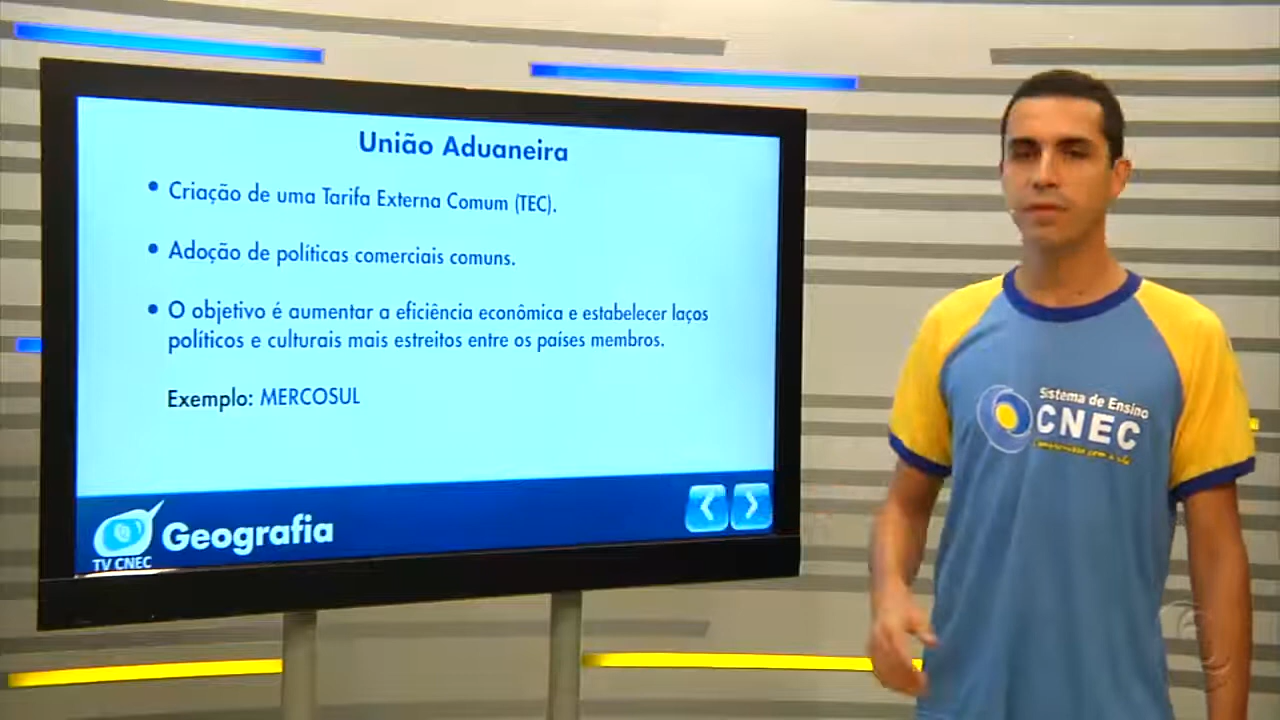 União Aduaneira
• Criação de uma Tarifa Externa Comum (TEC).
• Adoção de políticas comerciais comuns.
• O objetivo é aumentar a eficiência econômica e estabelecer laços
políticos e culturais mais estreitos entre os países membros.
Exemplo: MERCOSUL
Geografia
TV CNEC
Sistema de Ensino
CNEC